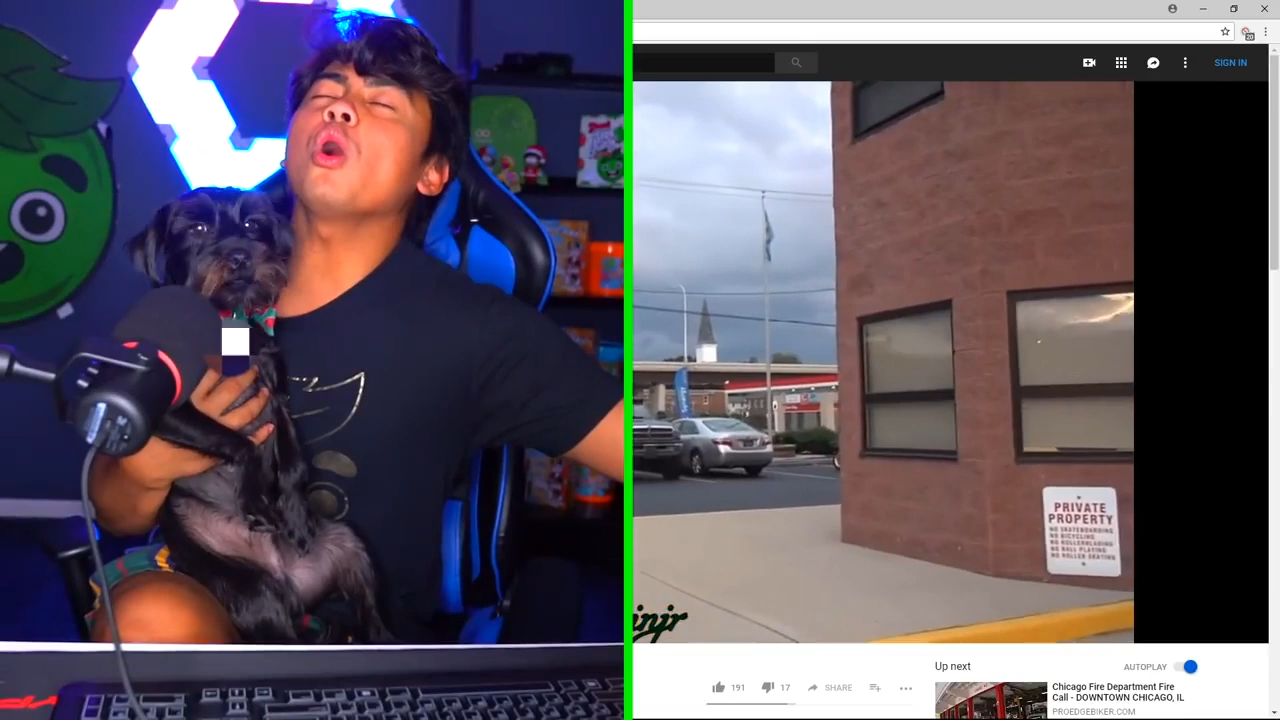 SIGN IN
PRIVATE
PROPERTY
NO SKATEBOARDING
NO BICYCLING
NO ROLLERBLADING
NO BALL PLAYING
NO ROLLER SKATING
injr
Up next
AUTOPLAY
191
17
SHARE
Chicago Fire Department Fire
Call - DOWNTOWN CHICAGO, IL
PROEDGEBIKER.COM